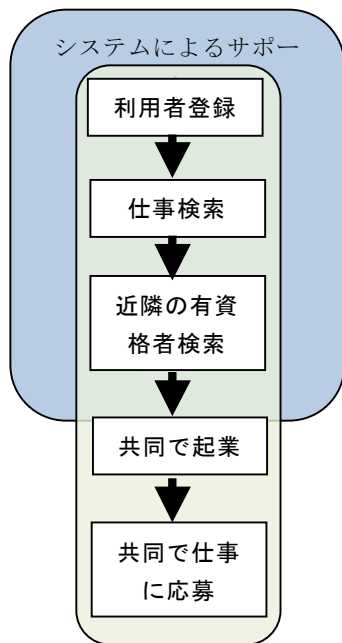 システムによるサポー
利用者登録
仕事検索
近隣の有資
格者検索
共同で起業
共同で仕事
に応募